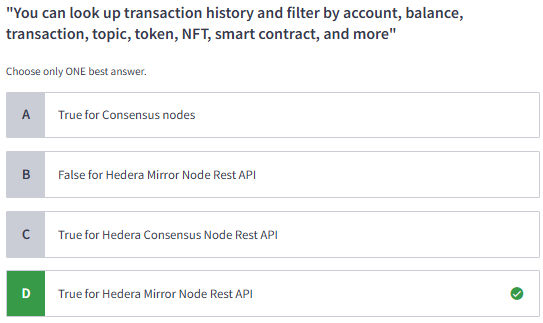 "You can look up transaction history and filter by account, balance,
transaction, topic, token, NFT, smart contract, and more"
Choose only ONE best answer.
A True for Consensus nodes
B False for Hedera Mirror Node Rest API
C True for Hedera Consensus Node Rest API
D True for Hedera Mirror Node Rest API